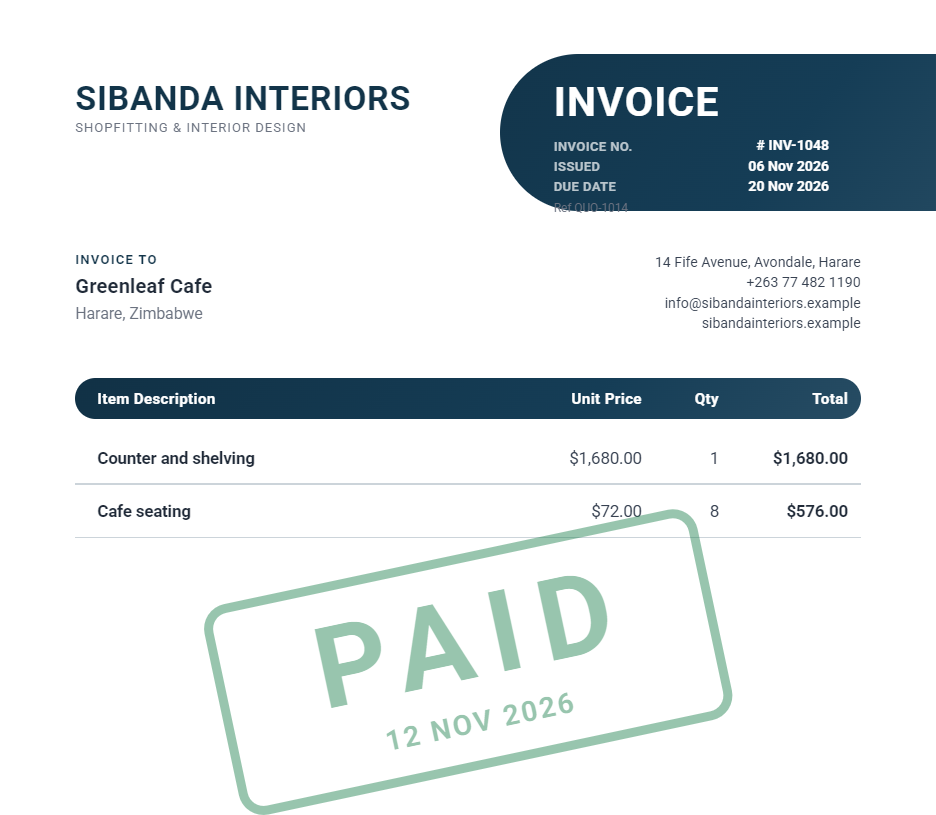 SIBANDA INTERIORS
SHOPFITTING & INTERIOR DESIGN
INVOICE
INVOICE NO. # INV-1048
ISSUED 06 Nov 2026
DUE DATE 20 Nov 2026
Ref QUO-1014
INVOICE TO
Greenleaf Cafe
Harare, Zimbabwe
14 Fife Avenue, Avondale, Harare
+263 77 482 1190
info@sibandainteriors.example
sibandainteriors.example
Item Description Unit Price Qty Total
Counter and shelving $1,680.00 1 $1,680.00
Cafe seating $72.00 8 $576.00
PAID
12 NOV 2026